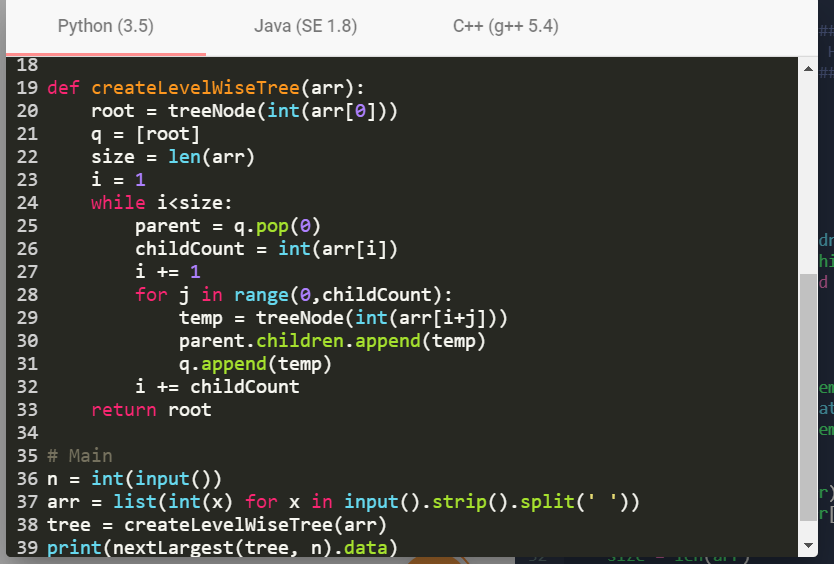 Python (3.5) Java (SE 1.8) C++ (g++ 5.4)
18
19 def createLevelWiseTree(arr):
20     root = treeNode(int(arr[0]))
21     q = [root]
22     size = len(arr)
23     i = 1
24     while i<size:
25         parent = q.pop(0)
26         childCount = int(arr[i])
27         i += 1
28         for j in range(0,childCount):
29             temp = treeNode(int(arr[i+j]))
30             parent.children.append(temp)
31             q.append(temp)
32         i += childCount
33     return root
34
35 # Main
36 n = int(input())
37 arr = list(int(x) for x in input().strip().split(' '))
38 tree = createLevelWiseTree(arr)
39 print(nextLargest(tree, n).data)